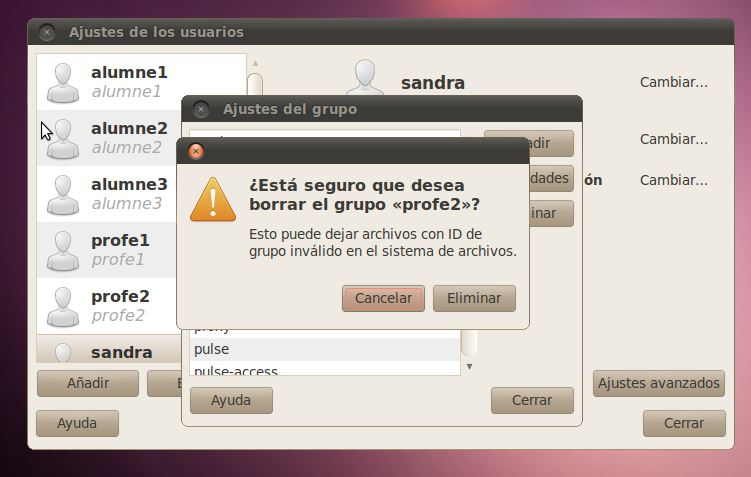 Ajustes de los usuarios
alumne1
alumne1
alumne2
alumne2
alumne3
alumne3
profe1
profe1
profe2
profe2
sandra
sandra
Cambiar...
Cambiar...
Cambiar...
Ajustes del grupo
¿Está seguro que desea
borrar el grupo «profe2»?
Esto puede dejar archivos con ID de
grupo inválido en el sistema de archivos.
Cancelar
Eliminar
pulse
pulse-access
Ayuda
Cerrar
Añadir
Ajustes avanzados
Ayuda
Cerrar